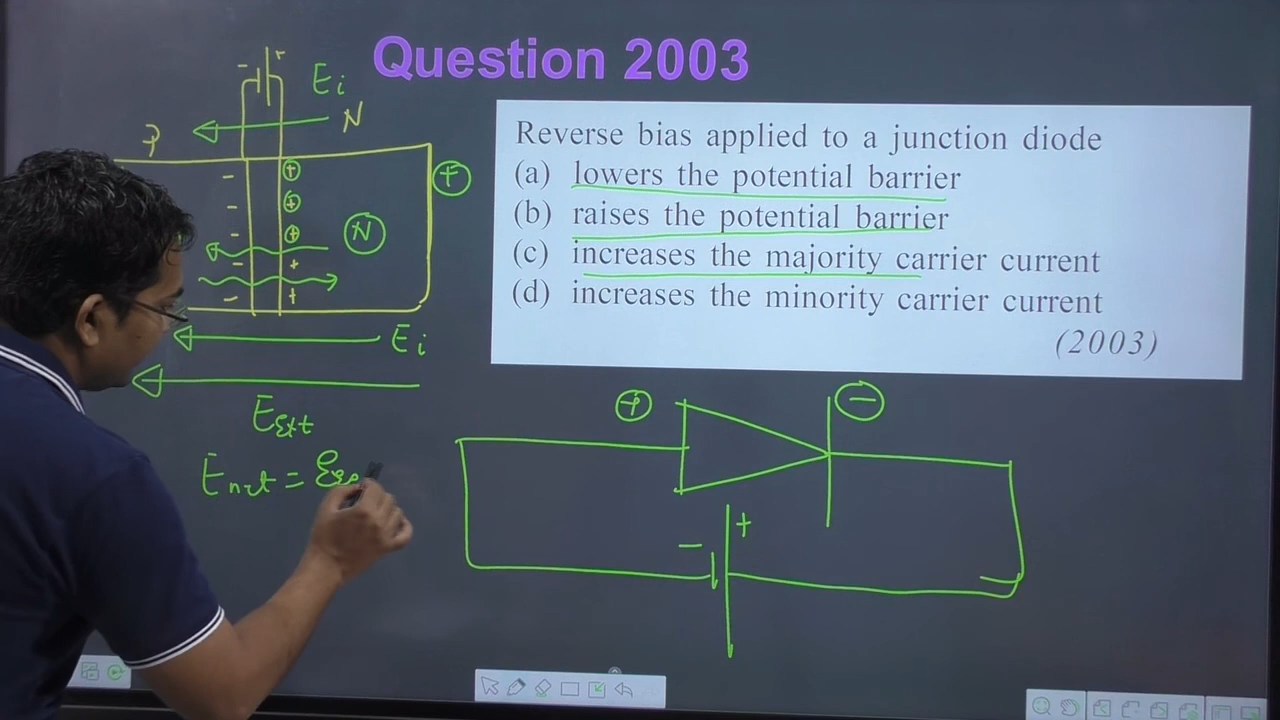 Question 2003
Reverse bias applied to a junction diode
(a) lowers the potential barrier
(b) raises the potential barrier
(c) increases the majority carrier current
(d) increases the minority carrier current
(2003)
- +
Ei
P N
- +
- +
- + N
- +
- +
+
Ei
EExt
Enet =
+ -
- +